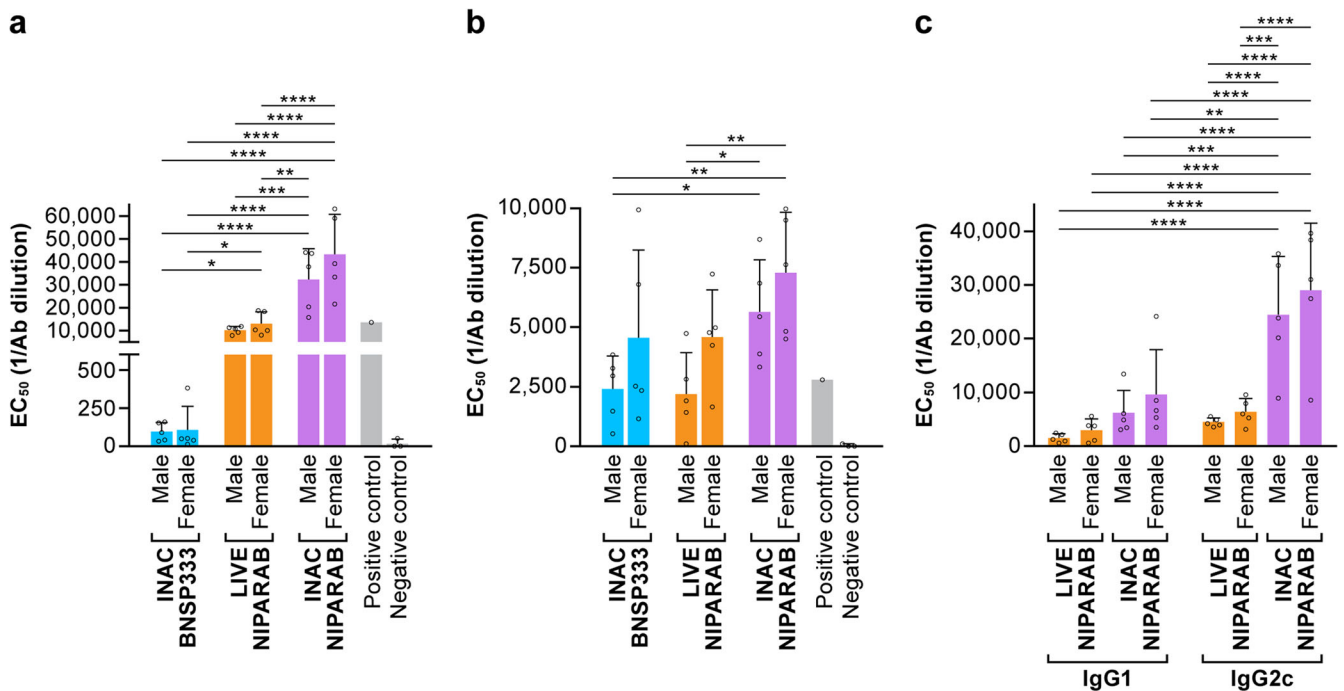 a
EC₅₀ (1/Ab dilution)
60,000
50,000
40,000
30,000
20,000
10,000
500
250
0
****
****
****
****
**
***
****
****
*
*
Male
Female
Male
Female
Male
Female
Positive control
Negative control
INAC
BNSP333
LIVE
NIPARAB
INAC
NIPARAB
b
EC₅₀ (1/Ab dilution)
10,000
7,500
5,000
2,500
0
**
*
**
*
Male
Female
Male
Female
Male
Female
Positive control
Negative control
INAC
BNSP333
LIVE
NIPARAB
INAC
NIPARAB
c
EC₅₀ (1/Ab dilution)
40,000
30,000
20,000
10,000
0
****
***
****
****
****
**
****
***
****
****
****
****
Male
Female
Male
Female
Male
Female
Male
Female
LIVE
NIPARAB
INAC
NIPARAB
LIVE
NIPARAB
INAC
NIPARAB
IgG1
IgG2c